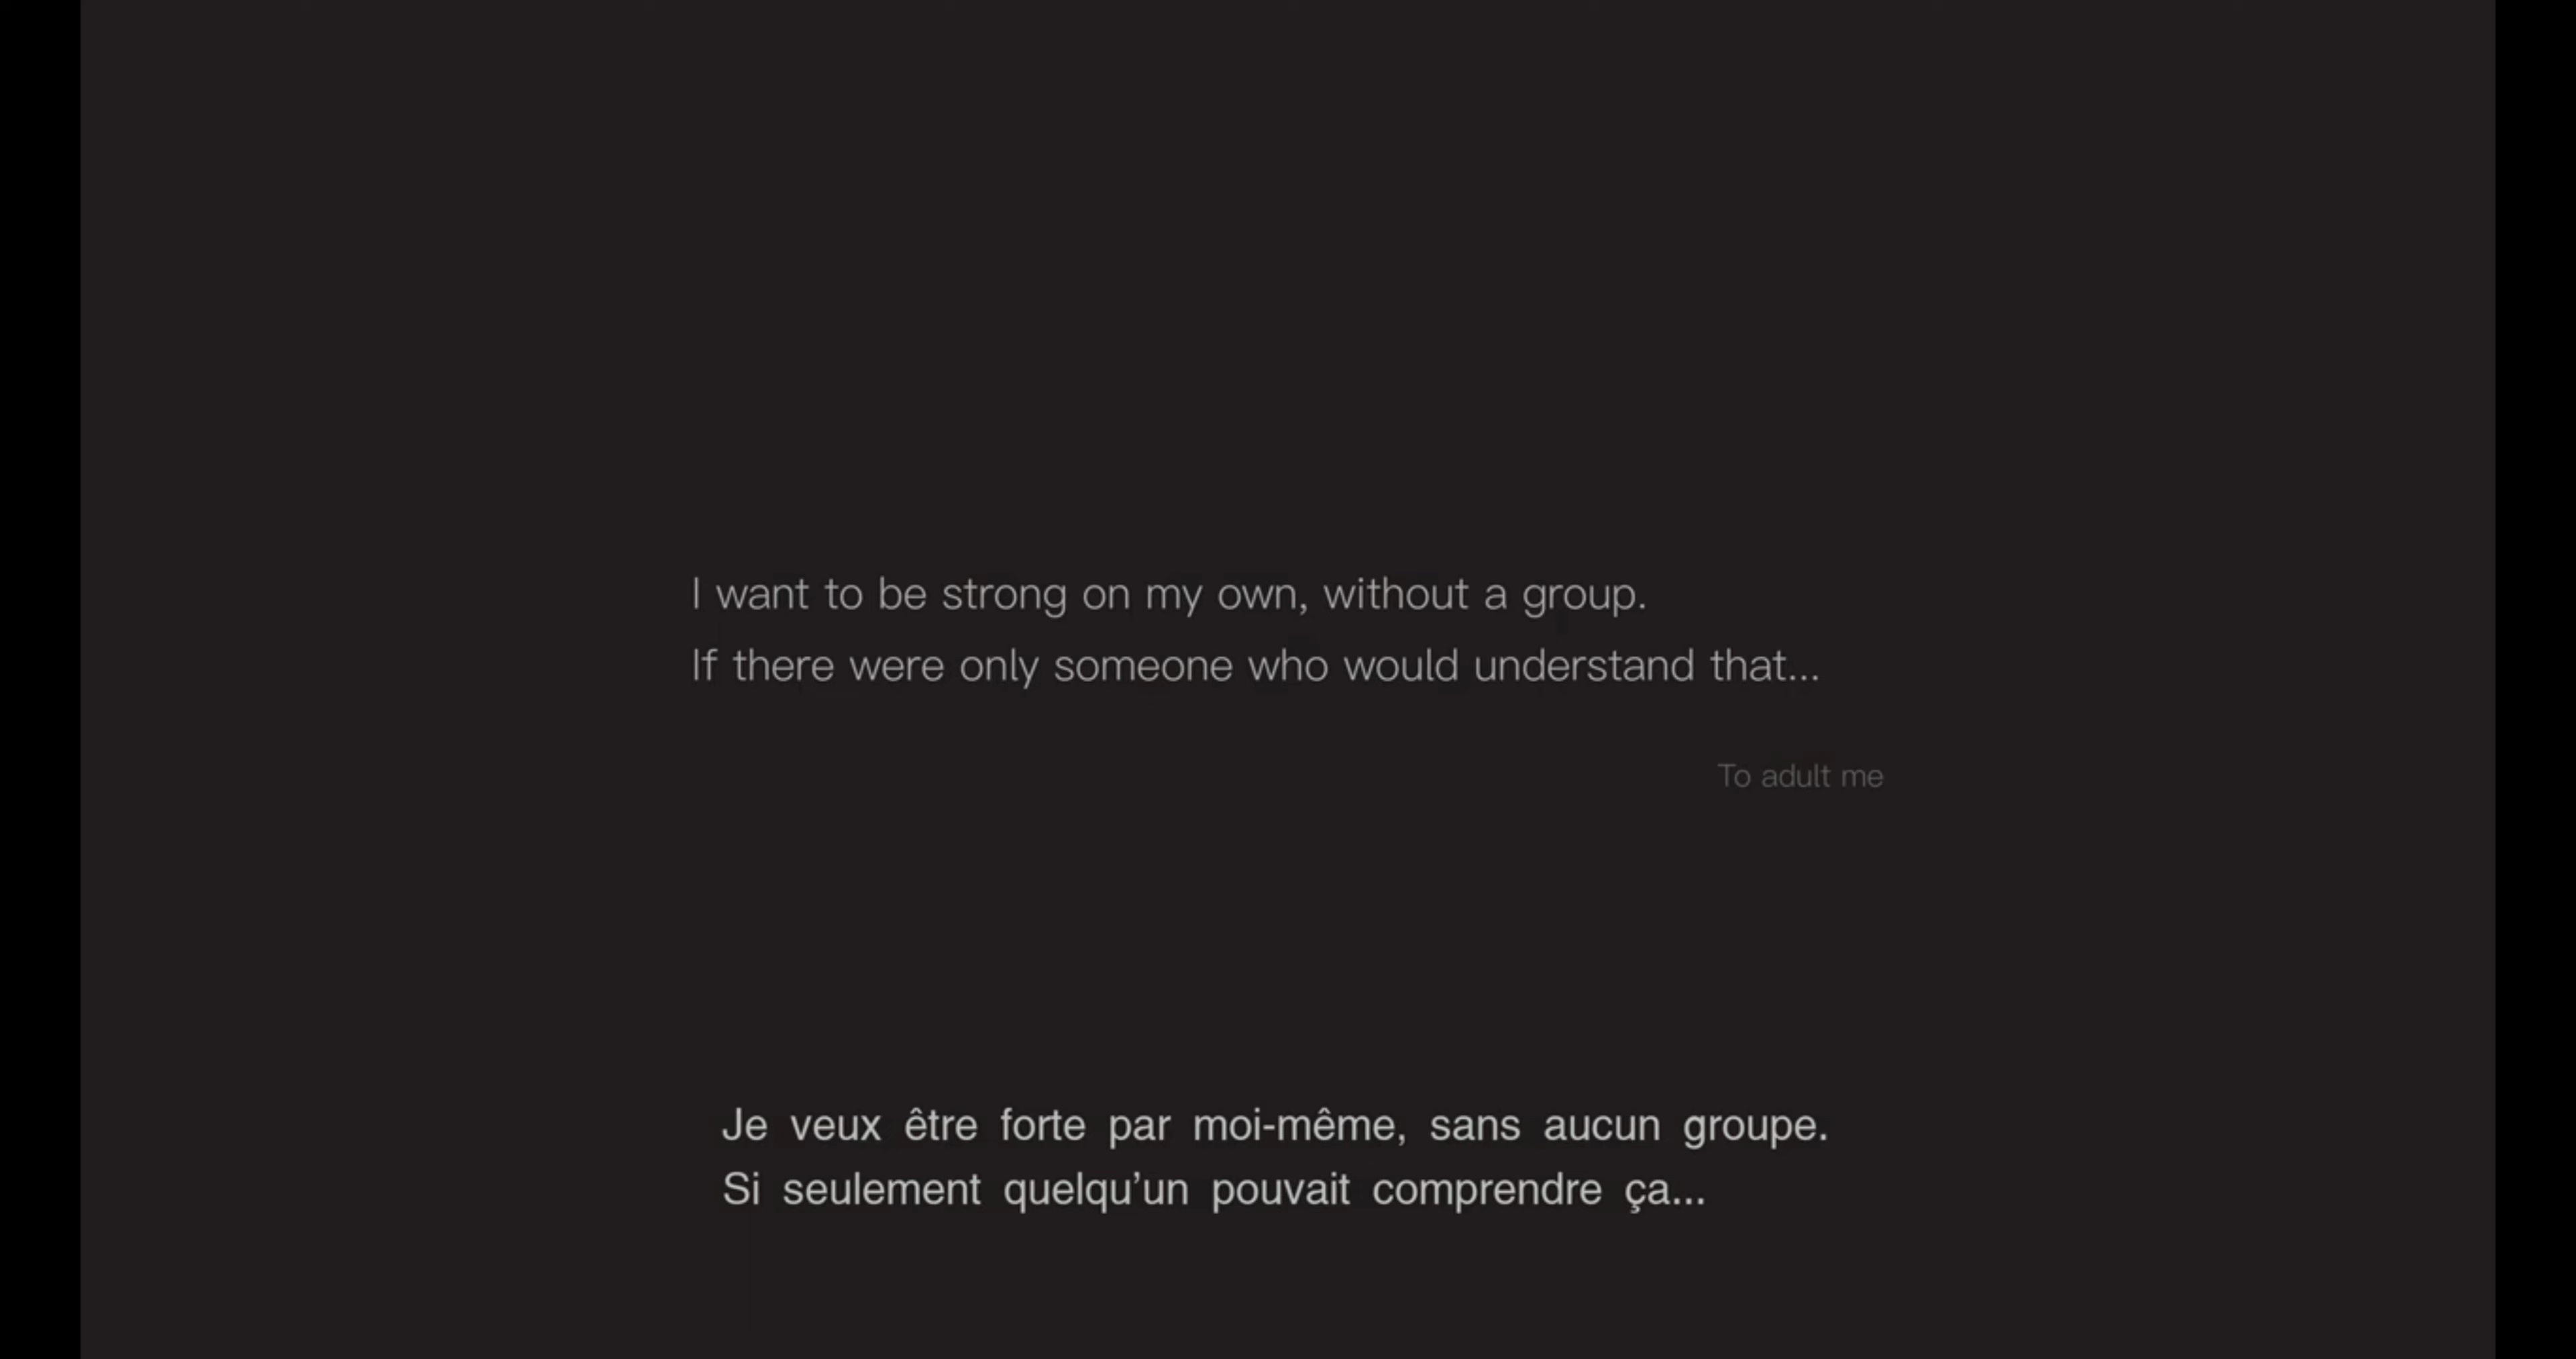 I want to be strong on my own, without a group.
If there were only someone who would understand that...
To adult me
Je veux être forte par moi-même, sans aucun groupe.
Si seulement quelqu’un pouvait comprendre ça...